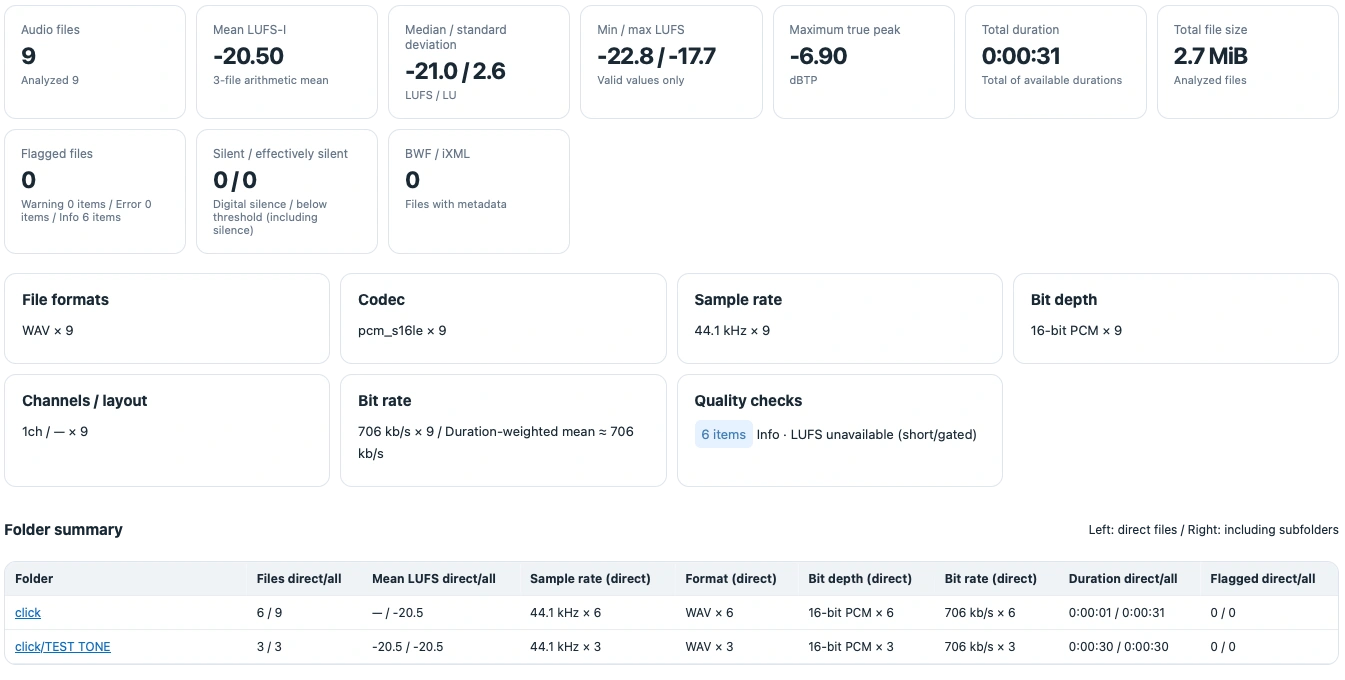 Audio files
9
Analyzed 9
Mean LUFS-I
-20.50
3-file arithmetic mean
Median / standard
deviation
-21.0 / 2.6
LUFS / LU
Min / max LUFS
-22.8 / -17.7
Valid values only
Maximum true peak
-6.90
dBTP
Total duration
0:00:31
Total of available durations
Total file size
2.7 MiB
Analyzed files
Flagged files
0
Warning 0 items / Error 0
items / Info 6 items
Silent / effectively silent
0 / 0
Digital silence / below
threshold (including
silence)
BWF / iXML
0
Files with metadata
File formats
WAV × 9
Codec
pcm_s16le × 9
Sample rate
44.1 kHz × 9
Bit depth
16-bit PCM × 9
Channels / layout
1ch / — × 9
Bit rate
706 kb/s × 9 / Duration-weighted mean ≈ 706
kb/s
Quality checks
6 items Info · LUFS unavailable (short/gated)
Folder summary
Left: direct files / Right: including subfolders
Folder Files direct/all Mean LUFS direct/all Sample rate (direct) Format (direct) Bit depth (direct) Bit rate (direct) Duration direct/all Flagged direct/all
click 6 / 9 — / -20.5 44.1 kHz × 6 WAV × 6 16-bit PCM × 6 706 kb/s × 6 0:00:01 / 0:00:31 0 / 0
click/TEST TONE 3 / 3 -20.5 / -20.5 44.1 kHz × 3 WAV × 3 16-bit PCM × 3 706 kb/s × 3 0:00:30 / 0:00:30 0 / 0